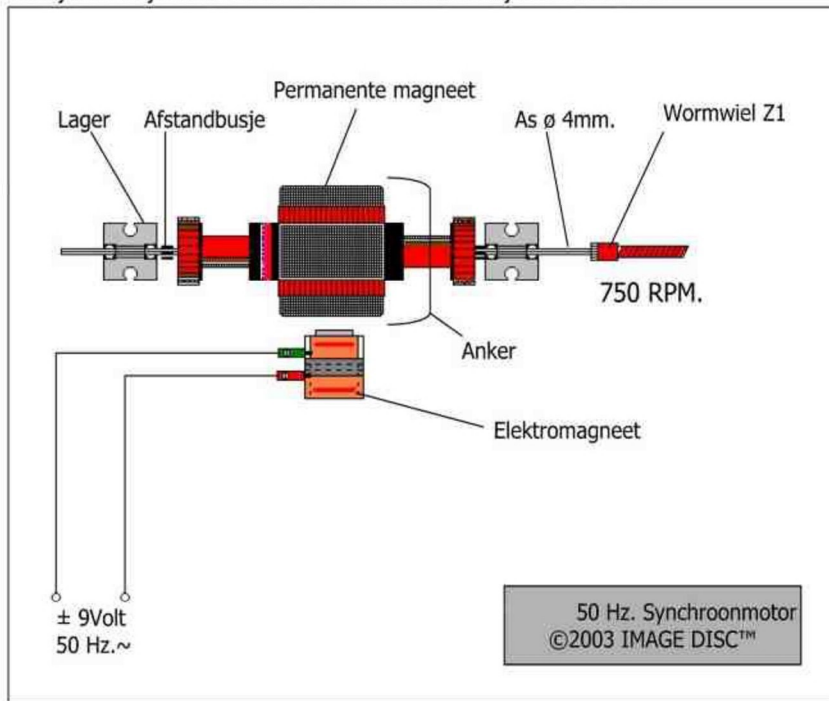 Permanente magneet
Lager
Afstandbusje
As ø 4mm.
Wormwiel Z1
750 RPM.
Anker
Elektromagneet
± 9Volt
50 Hz.~
50 Hz. Synchroonmotor
©2003 IMAGE DISC™